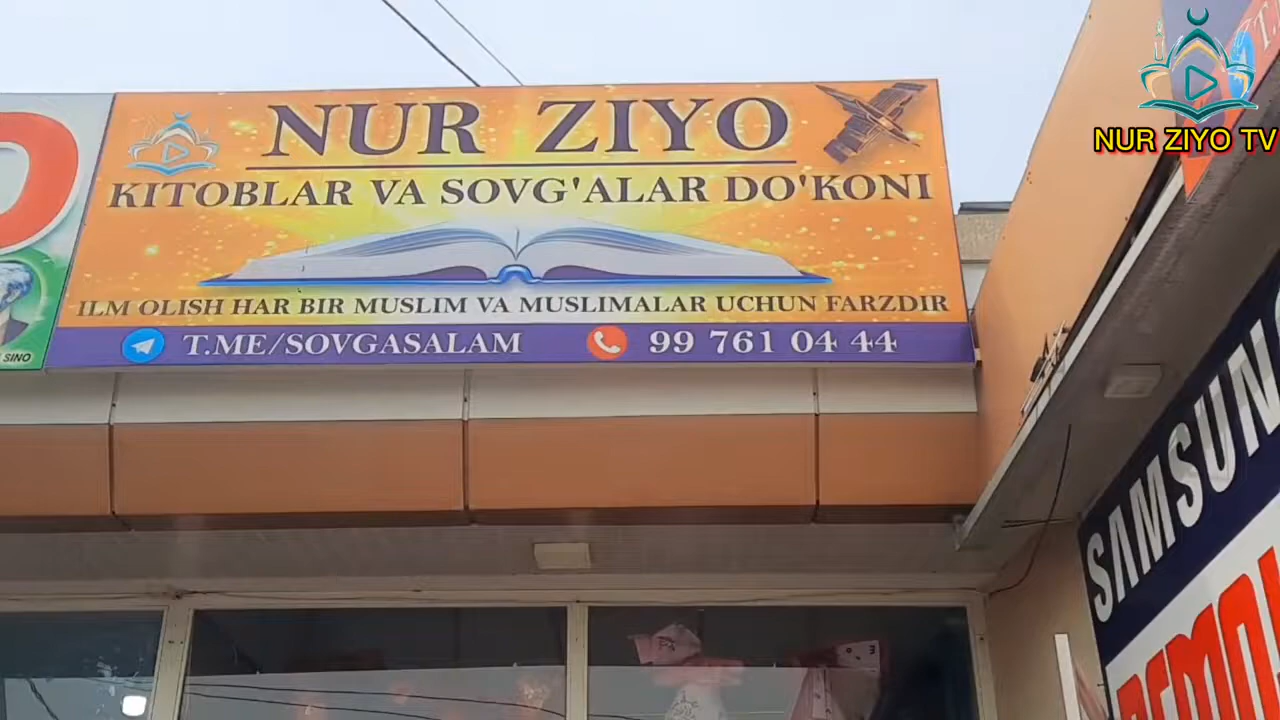 NUR ZIYO TV
NUR ZIYO
KITOBLAR VA SOVG'ALAR DO'KONI
ILM OLISH HAR BIR MUSLIM VA MUSLIMALAR UCHUN FARZDIR
T.ME/SOVGASALAM 99 761 04 44
SINO
SAMSUNG